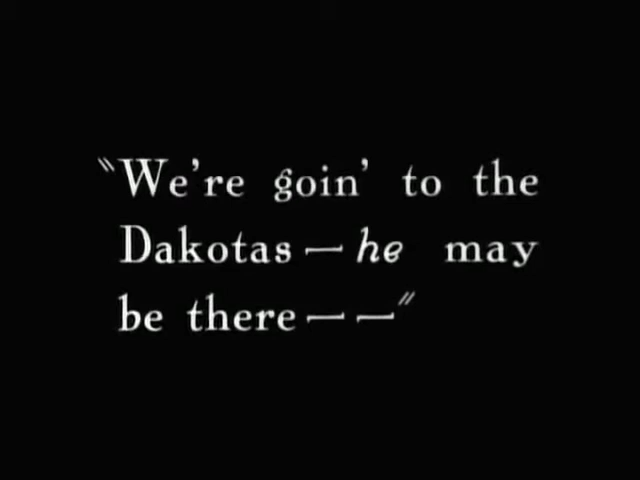 "We're goin' to the
Dakotas — he may
be there — —"